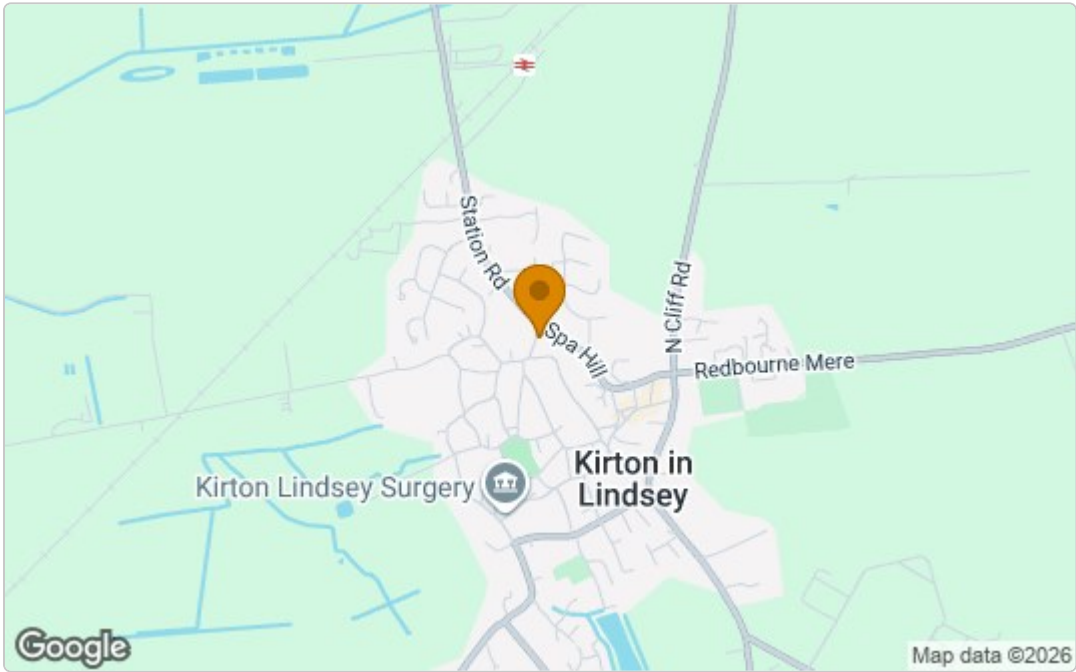 Station Rd
Spa Hill
N Cliff Rd
Redbourne Mere
Kirton in
Lindsey
Kirton Lindsey Surgery
Google
Map data ©2026